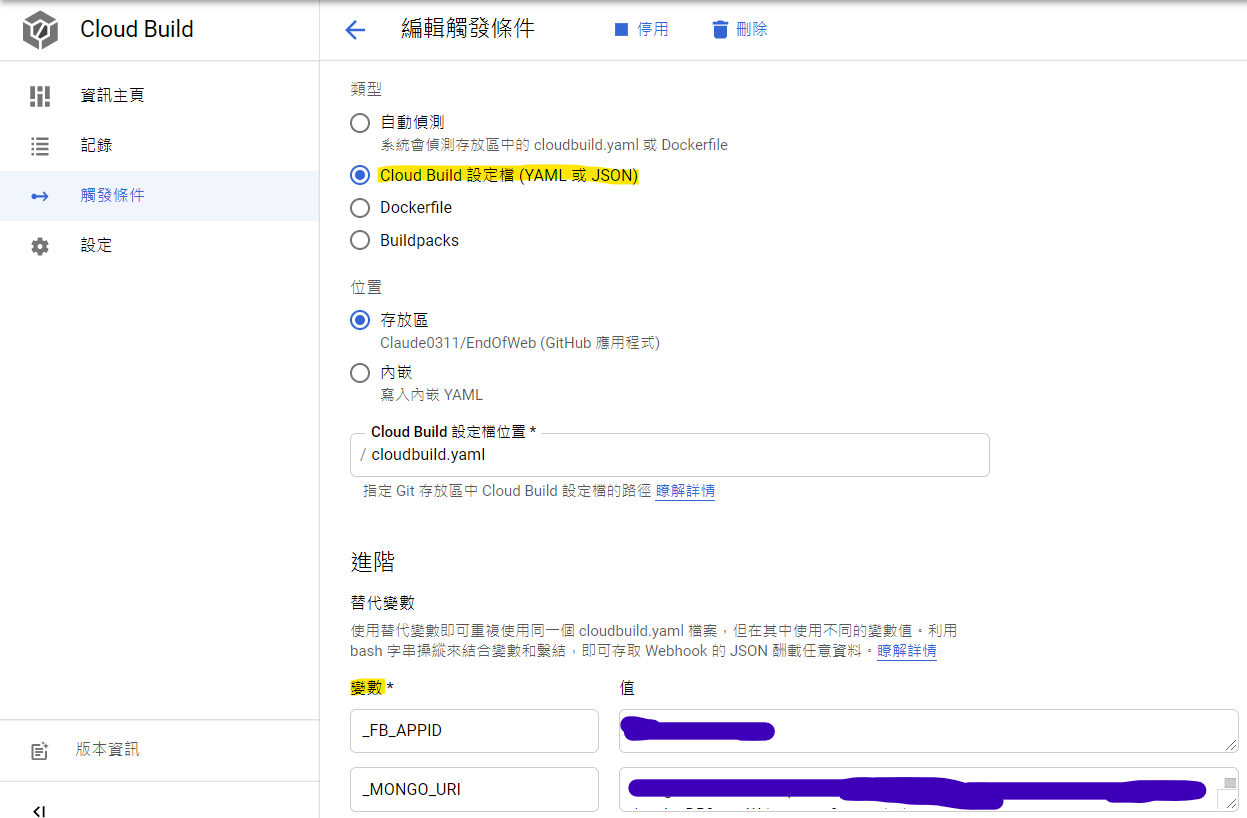 Cloud Build
編輯觸發條件
停用
刪除
資訊主頁
記錄
觸發條件
設定
版本資訊
類型
自動偵測
系統會偵測存放區中的 cloudbuild.yaml 或 Dockerfile
Cloud Build 設定檔 (YAML 或 JSON)
Dockerfile
Buildpacks
位置
存放區
Claude0311/EndOfWeb (GitHub 應用程式)
內嵌
寫入內嵌 YAML
Cloud Build 設定檔位置 *
/ cloudbuild.yaml
指定 Git 存放區中 Cloud Build 設定檔的路徑 瞭解詳情
進階
替代變數
使用替代變數即可重複使用同一個 cloudbuild.yaml 檔案，但在其中使用不同的變數值。利用
bash 字串操縱來結合變數和繫結，即可存取 Webhook 的 JSON 酬載任意資料。瞭解詳情
變數 *
值
_FB_APPID
_MONGO_URI